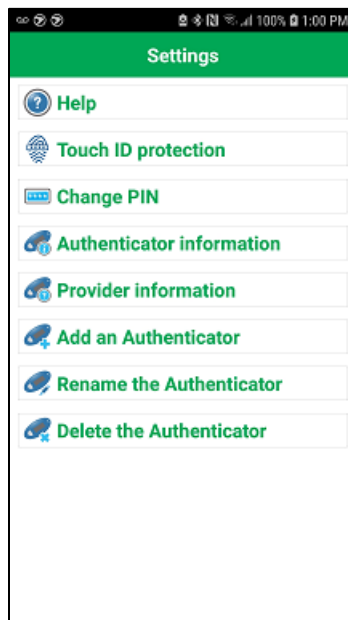 100% 1:00 PM
Settings
Help
Touch ID protection
Change PIN
Authenticator information
Provider information
Add an Authenticator
Rename the Authenticator
Delete the Authenticator